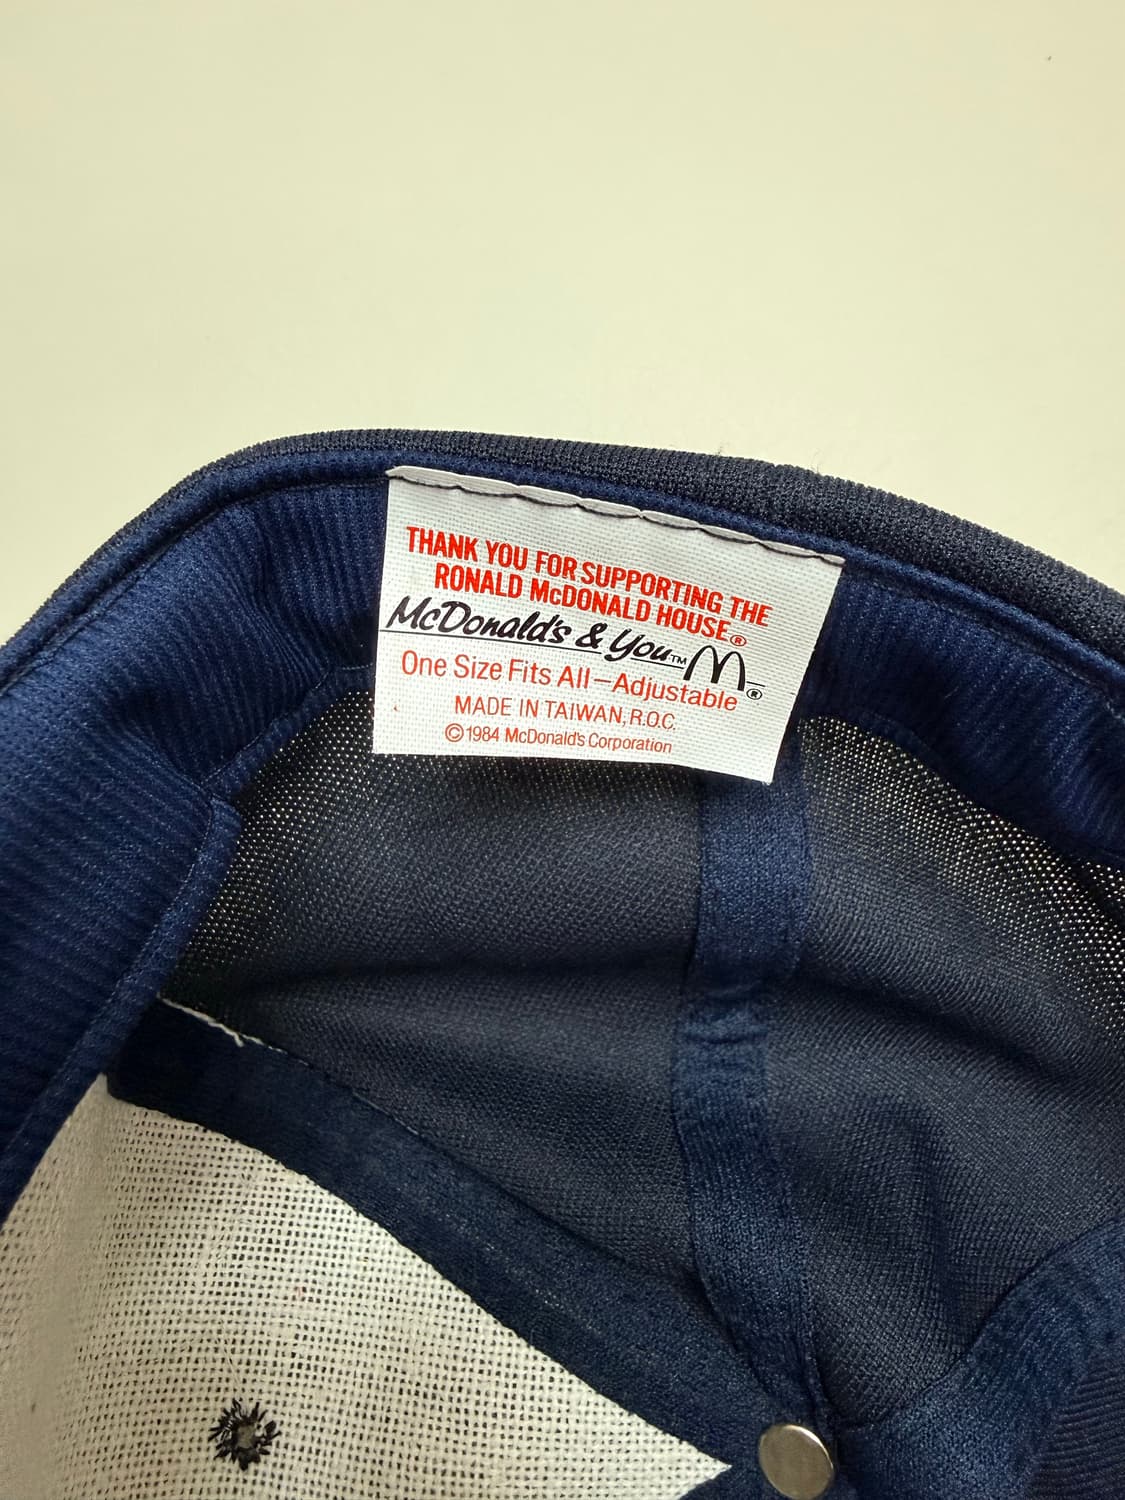 THANK YOU FOR SUPPORTING THE
RONALD McDONALD HOUSE®
McDonald's & You™ M®
One Size Fits All—Adjustable
MADE IN TAIWAN, R.O.C.
©1984 McDonald's Corporation